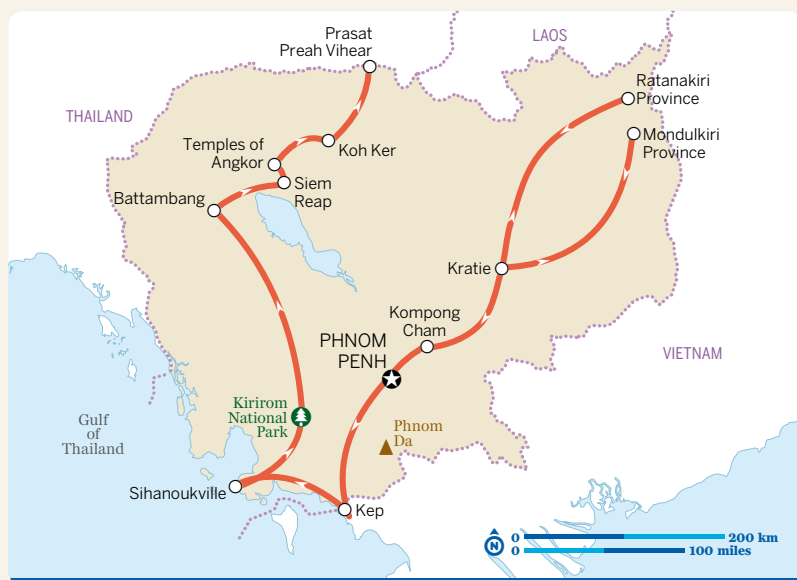 Prasat
Preah Vihear
LAOS
Ratanakiri
Province
THAILAND
Mondulkiri
Province
Temples of
Angkor
Koh Ker
Siem
Reap
Battambang
Kratie
Kompong
Cham
PHNOM
PENH
VIETNAM
Kirirom
National
Park
Phnom
Da
Gulf
of
Thailand
Sihanoukville
Kep
N
0 200 km
0 100 miles